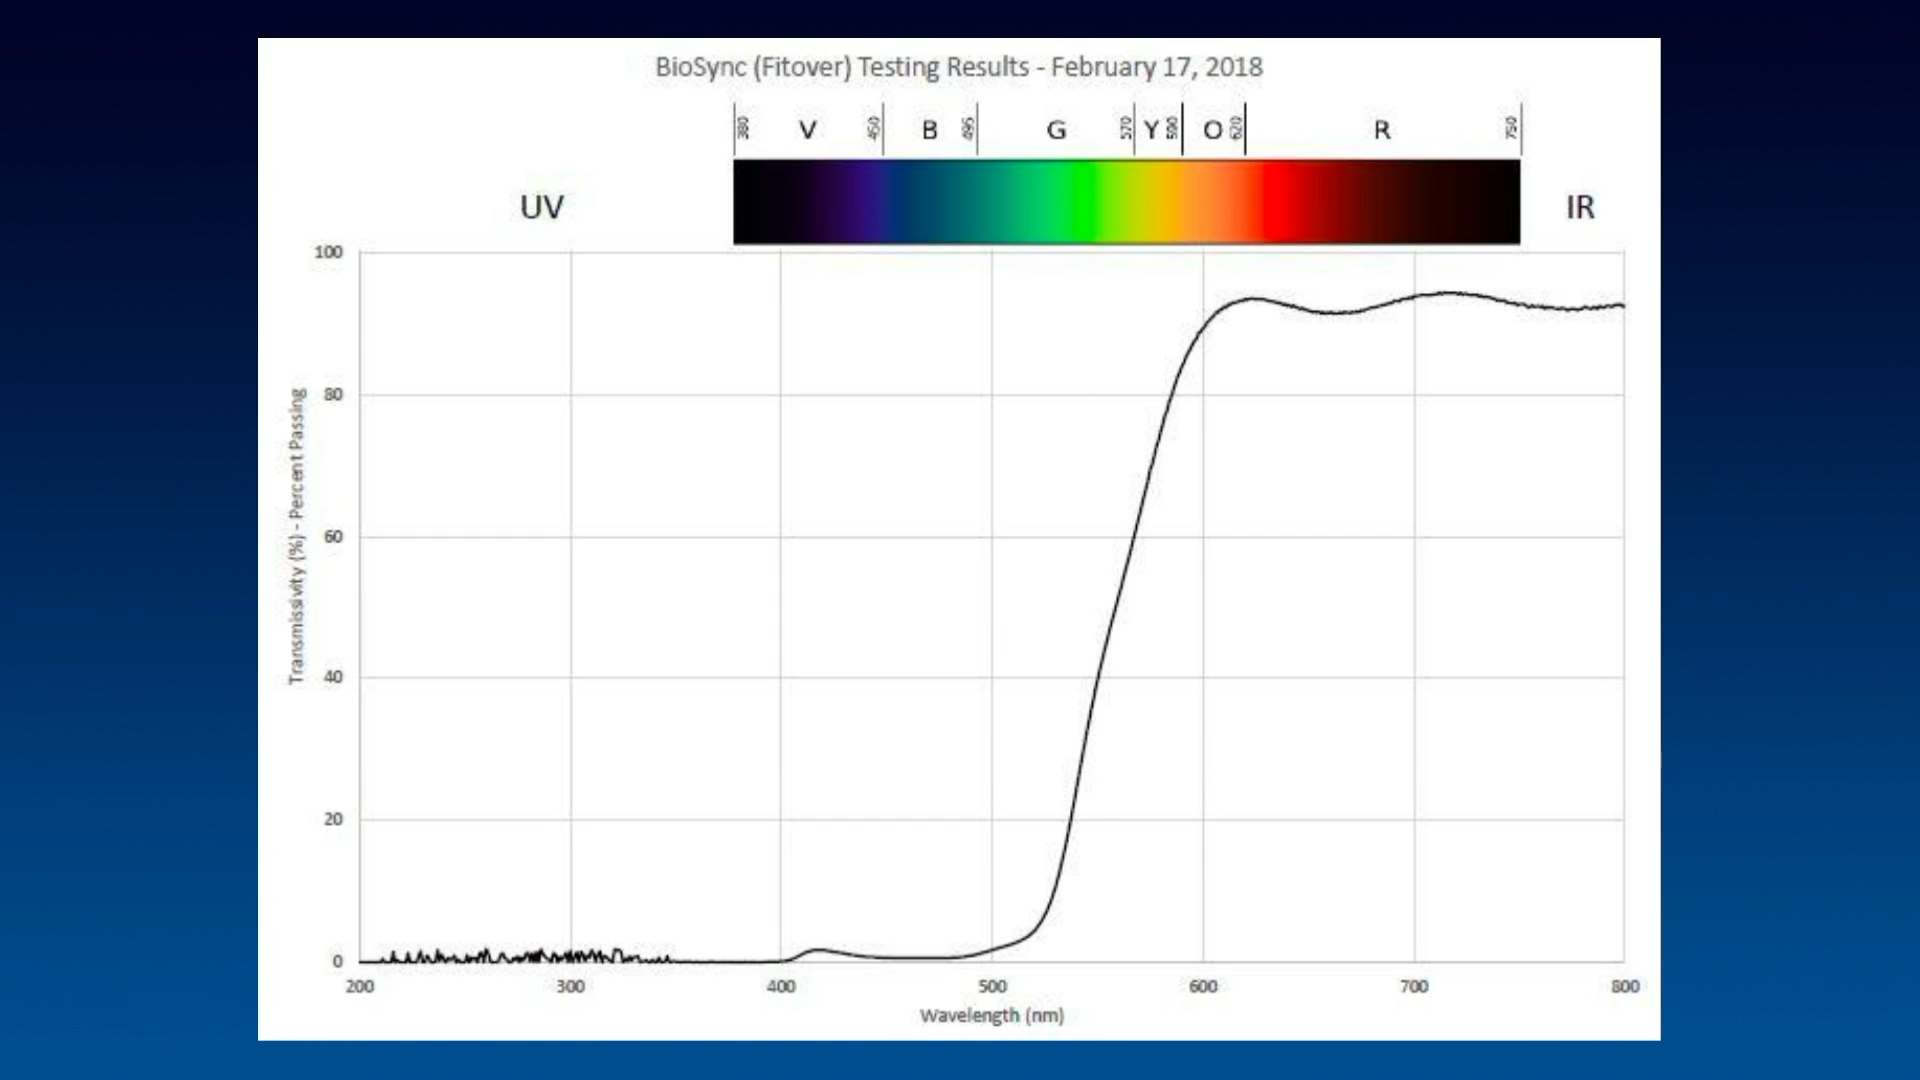 BioSync (Fitover) Testing Results - February 17, 2018
380 V 450 B 495 G 570 Y 590 O 620 R 750
UV
IR
100
80
60
40
20
0
Transmissivity (%) - Percent Passing
200 300 400 500 600 700 800
Wavelength (nm)